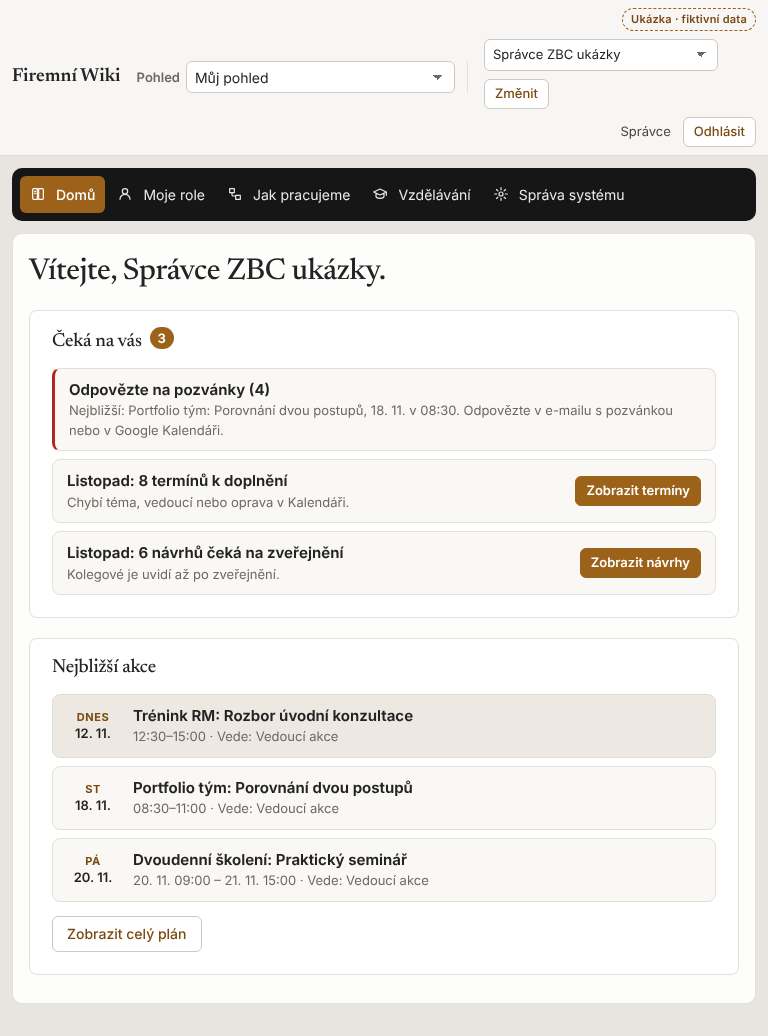 Ukázka · fiktivní data
Firemní Wiki
Pohled
Můj pohled
Správce ZBC ukázky
Změnit
Správce
Odhlásit
Domů
Moje role
Jak pracujeme
Vzdělávání
Správa systému
Vítejte, Správce ZBC ukázky.
Čeká na vás 3
Odpovězte na pozvánky (4)
Nejbližší: Portfolio tým: Porovnání dvou postupů, 18. 11. v 08:30. Odpovězte v e-mailu s pozvánkou
nebo v Google Kalendáři.
Listopad: 8 termínů k doplnění
Chybí téma, vedoucí nebo oprava v Kalendáři.
Zobrazit termíny
Listopad: 6 návrhů čeká na zveřejnění
Kolegové je uvidí až po zveřejnění.
Zobrazit návrhy
Nejbližší akce
DNES
12. 11.
Trénink RM: Rozbor úvodní konzultace
12:30–15:00 · Vede: Vedoucí akce
ST
18. 11.
Portfolio tým: Porovnání dvou postupů
08:30–11:00 · Vede: Vedoucí akce
PÁ
20. 11.
Dvoudenní školení: Praktický seminář
20. 11. 09:00 – 21. 11. 15:00 · Vede: Vedoucí akce
Zobrazit celý plán